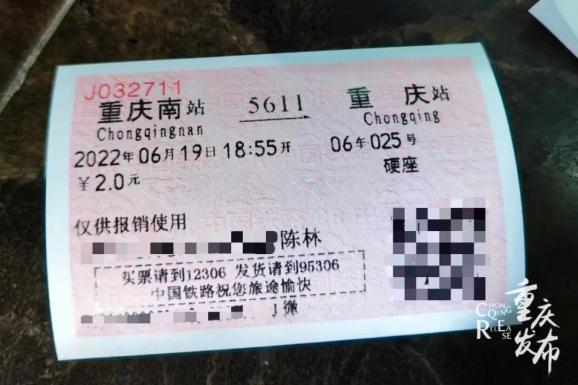 J032711
重庆南站 5611 重庆站
Chongqingnan Chongqing
2022年06月19日18:55开 06车025号
¥2.0元 硬座
仅供报销使用
陈林
买票请到12306 发货请到95306
中国铁路祝您旅途愉快
微
CHONG
QING
RELEASE
重庆发布